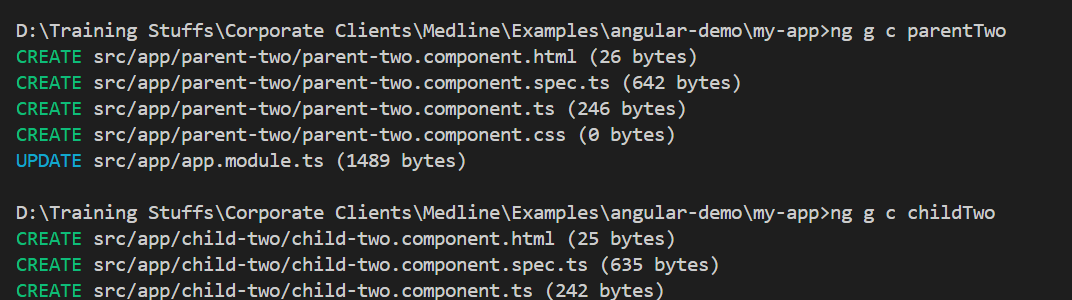 D:\Training Stuffs\Corporate Clients\Medline\Examples\angular-demo\my-app>ng g c parentTwo
CREATE src/app/parent-two/parent-two.component.html (26 bytes)
CREATE src/app/parent-two/parent-two.component.spec.ts (642 bytes)
CREATE src/app/parent-two/parent-two.component.ts (246 bytes)
CREATE src/app/parent-two/parent-two.component.css (0 bytes)
UPDATE src/app/app.module.ts (1489 bytes)
D:\Training Stuffs\Corporate Clients\Medline\Examples\angular-demo\my-app>ng g c childTwo
CREATE src/app/child-two/child-two.component.html (25 bytes)
CREATE src/app/child-two/child-two.component.spec.ts (635 bytes)
CREATE src/app/child-two/child-two.component.ts (242 bytes)